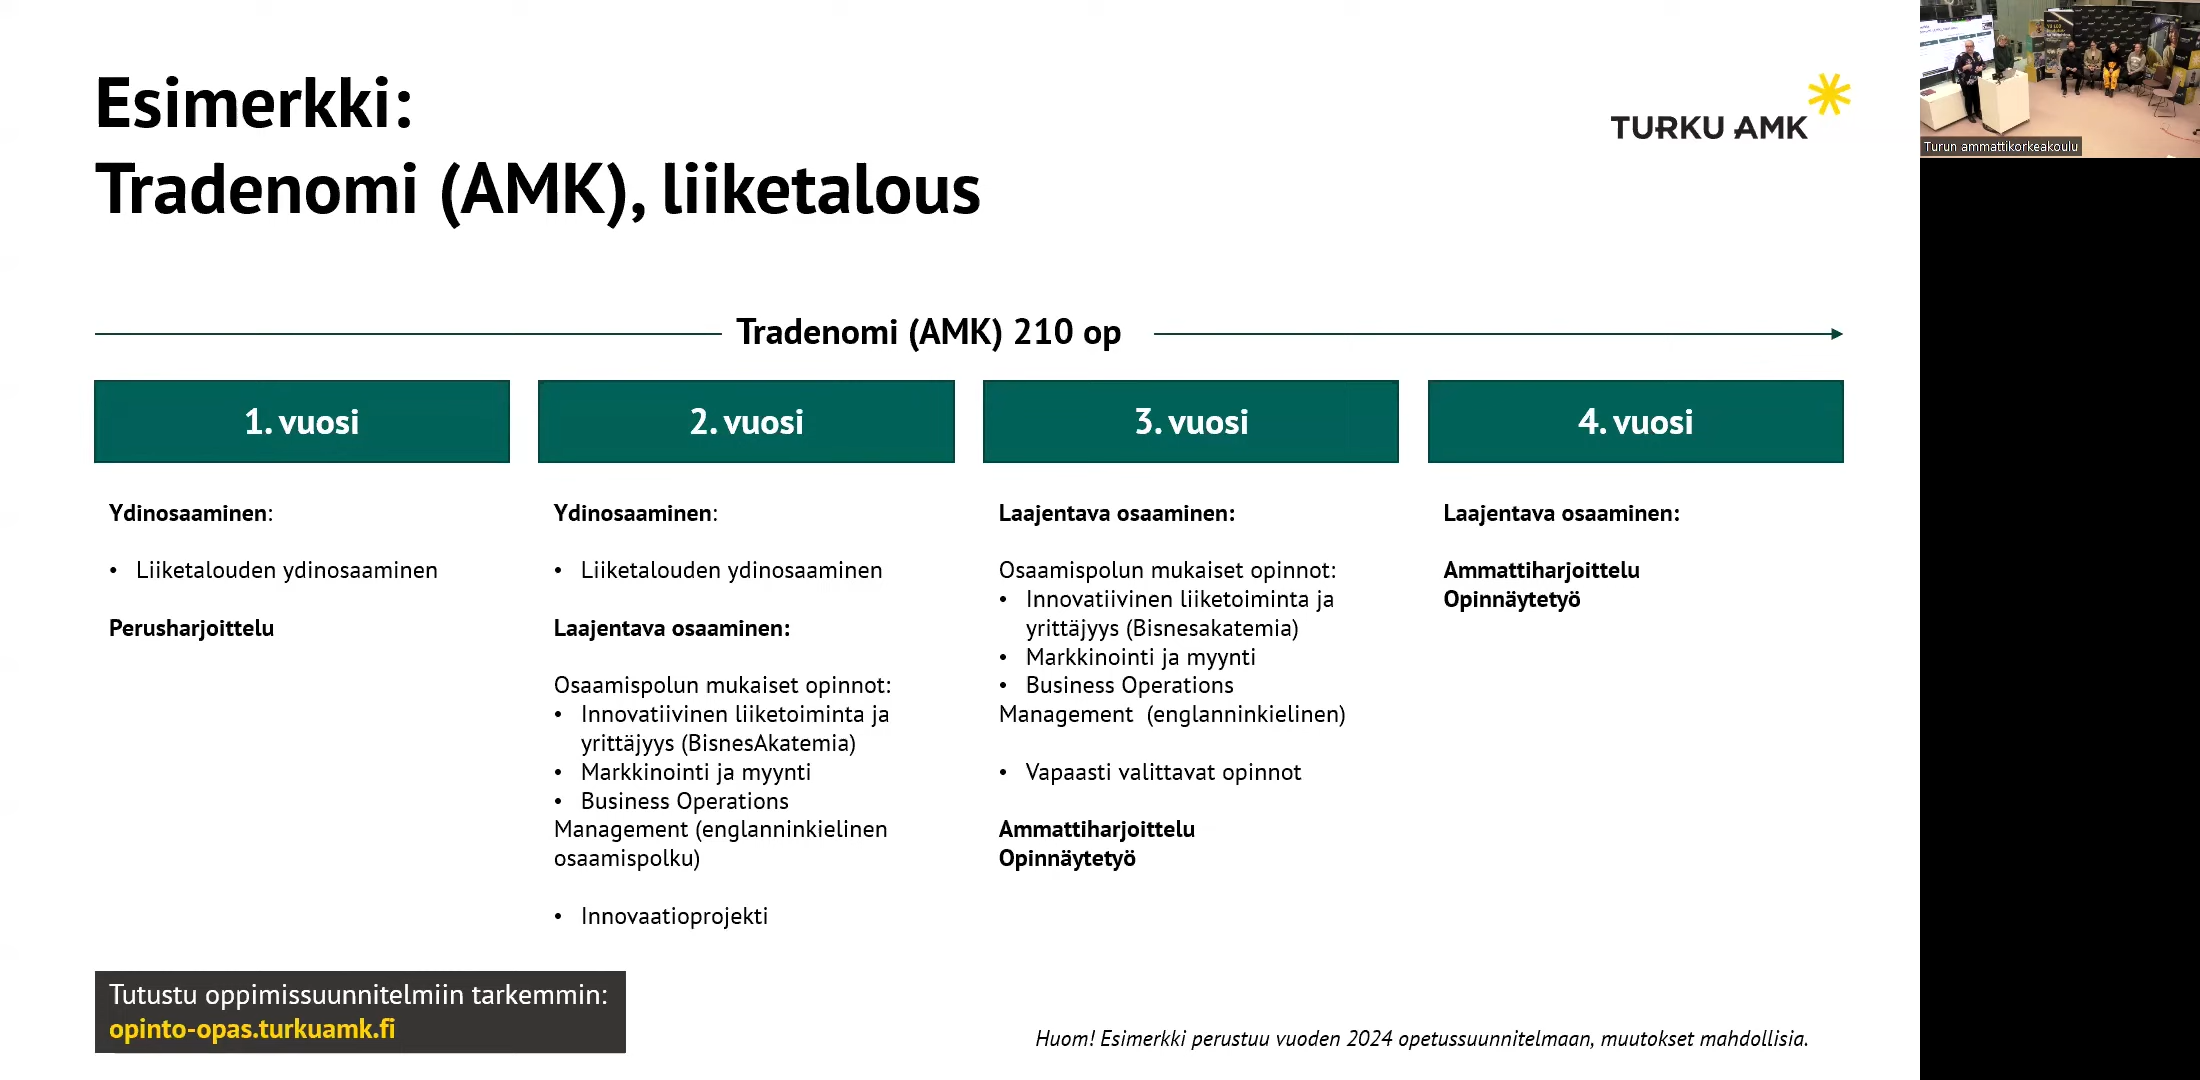 Esimerkki:
Tradenomi (AMK), liiketalous
TURKU AMK
Turun ammattikorkeakoulu
Tradenomi (AMK) 210 op
1. vuosi
Ydinosaaminen:
• Liiketalouden ydinosaaminen
Perusharjoittelu
2. vuosi
Ydinosaaminen:
• Liiketalouden ydinosaaminen
Laajentava osaaminen:
Osaamispolun mukaiset opinnot:
• Innovatiivinen liiketoiminta ja
yrittäjyys (BisnesAkatemia)
• Markkinointi ja myynti
• Business Operations
Management (englanninkielinen
osaamispolku)
• Innovaatioprojekti
3. vuosi
Laajentava osaaminen:
Osaamispolun mukaiset opinnot:
• Innovatiivinen liiketoiminta ja
yrittäjyys (Bisnesakatemia)
• Markkinointi ja myynti
• Business Operations
Management (englanninkielinen)
• Vapaasti valittavat opinnot
Ammattiharjoittelu
Opinnäytetyö
4. vuosi
Laajentava osaaminen:
Ammattiharjoittelu
Opinnäytetyö
Tutustu oppimissuunnitelmiin tarkemmin:
opinto-opas.turkuamk.fi
Huom! Esimerkki perustuu vuoden 2024 opetussuunnitelmaan, muutokset mahdollisia.